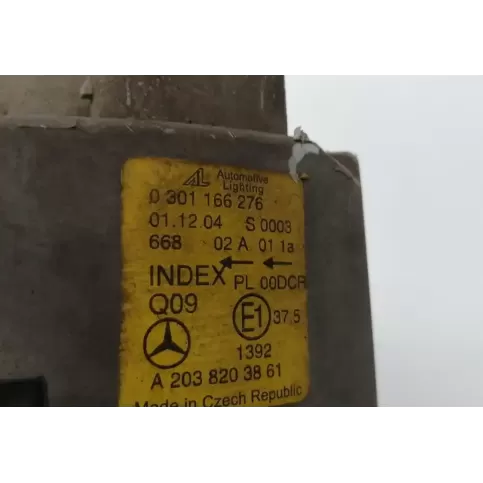 AL Automotive
Lighting
0 301 166 276
01.12.04 S 0003
668 02 A 01 1a
INDEX PL 00DCR
Q09 E1 37,5
1392
A 203 820 38 61
Made in Czech Republic